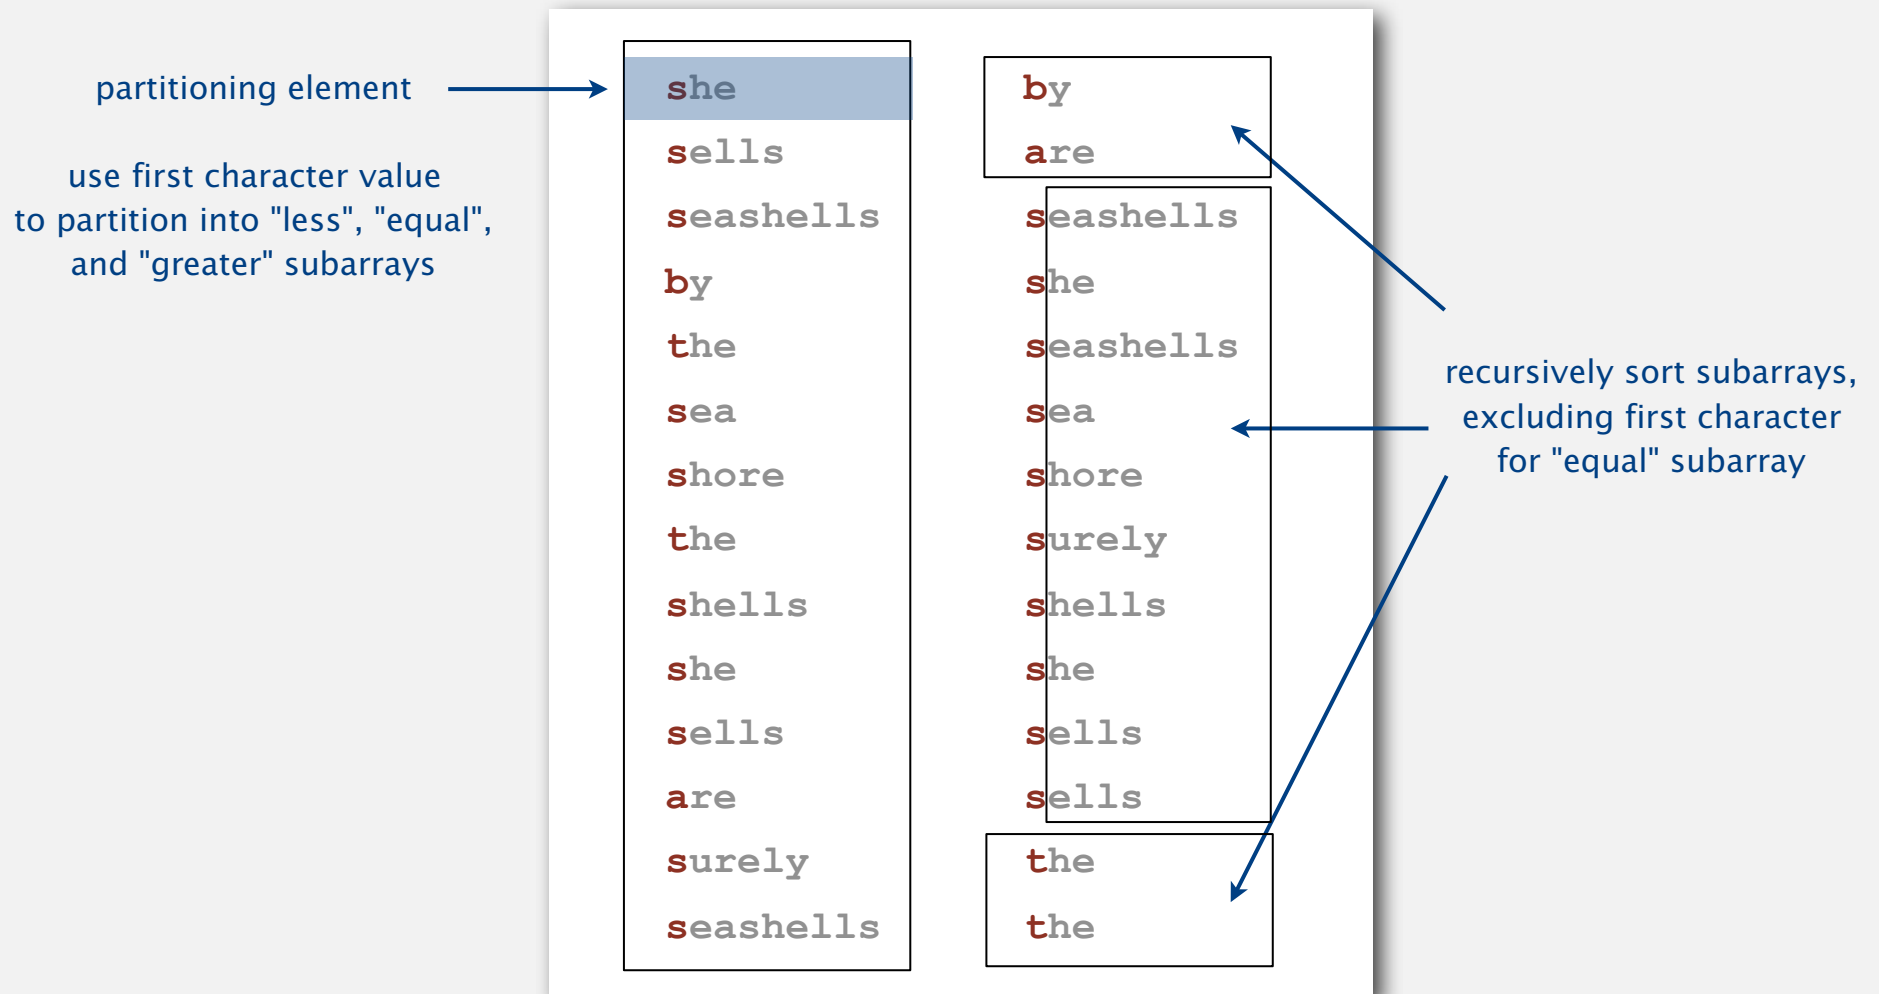 partitioning element
use first character value
to partition into "less", "equal",
and "greater" subarrays
she
sells
seashells
by
the
sea
shore
the
shells
she
sells
are
surely
seashells
by
are
seashells
she
seashells
sea
shore
surely
shells
she
sells
sells
the
the
recursively sort subarrays,
excluding first character
for "equal" subarray